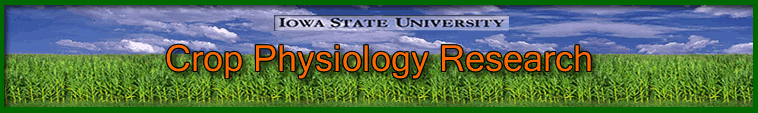 IOWA STATE UNIVERSITY
Crop Physiology Research